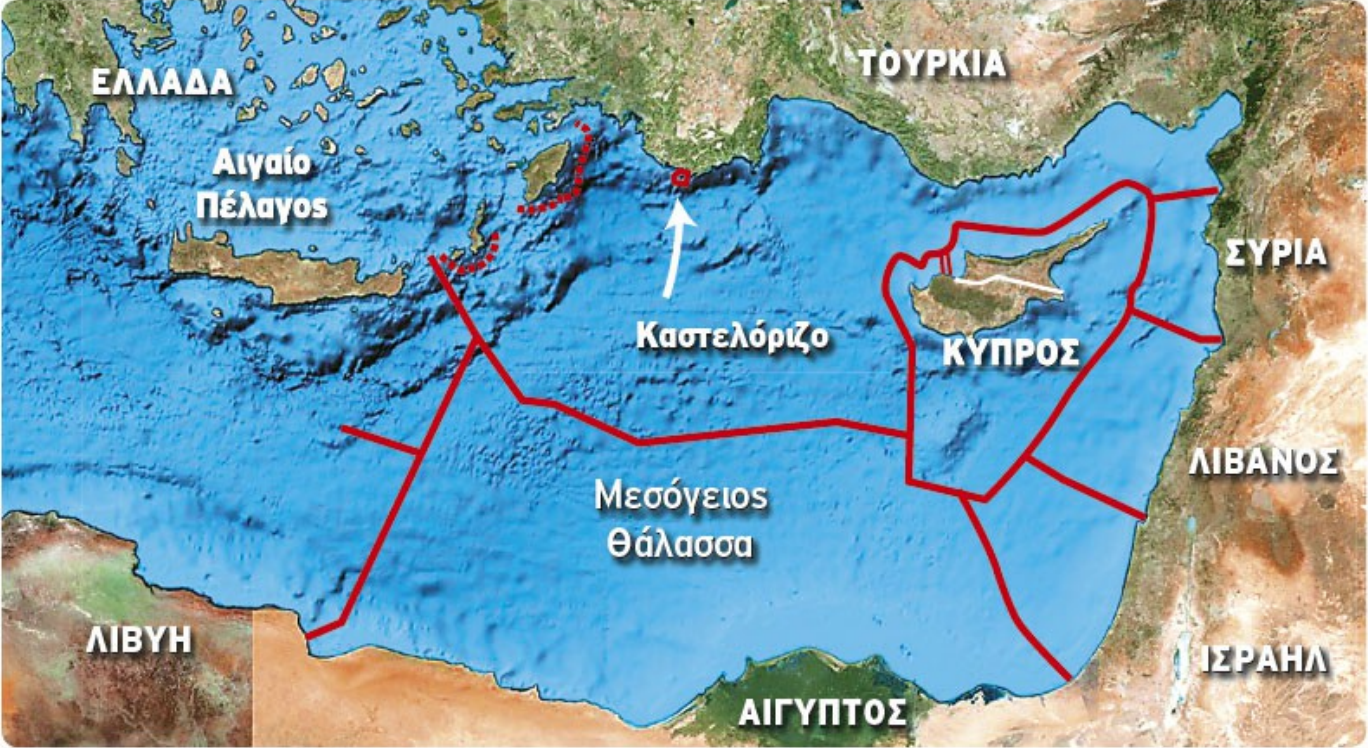 ΕΛΛΑΔΑ
ΤΟΥΡΚΙΑ
Αιγαίο
Πέλαγος
ΣΥΡΙΑ
Καστελόριζο
ΚΥΠΡΟΣ
ΛΙΒΑΝΟΣ
Μεσόγειος
Θάλασσα
ΛΙΒΥΗ
ΙΣΡΑΗΛ
ΑΙΓΥΠΤΟΣ